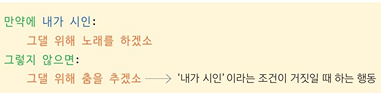 만약에 내가 시인:
그댈 위해 노래를 하겠소
그렇지 않으면:
그댈 위해 춤을 추겠소 ⟶ '내가 시인'이라는 조건이 거짓일 때 하는 행동